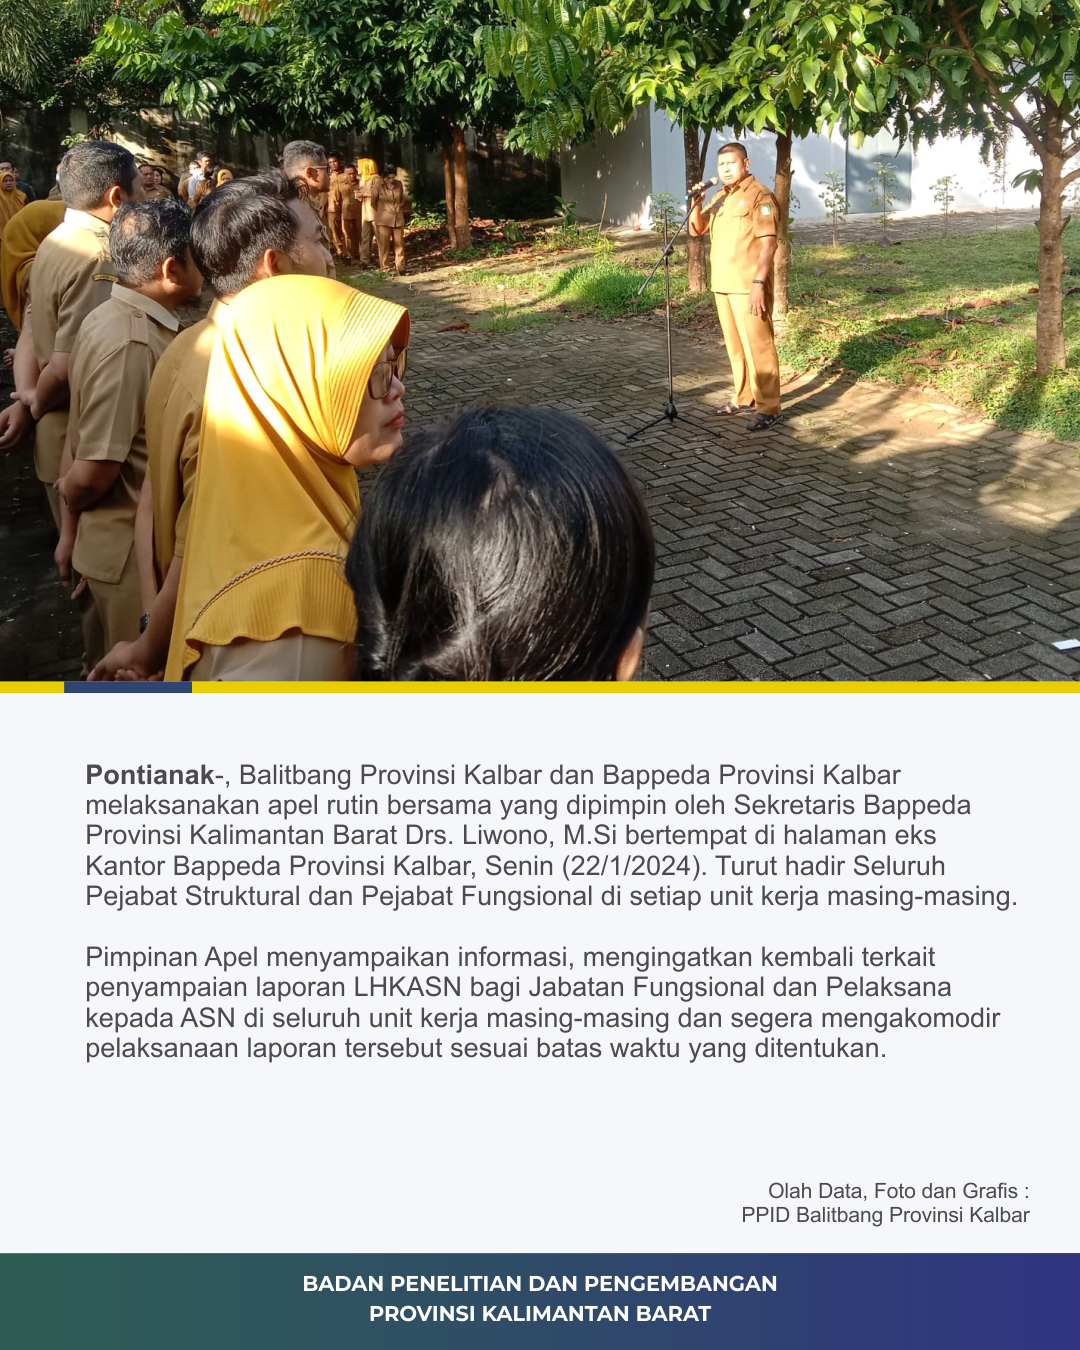 Pontianak-, Balitbang Provinsi Kalbar dan Bappeda Provinsi Kalbar
melaksanakan apel rutin bersama yang dipimpin oleh Sekretaris Bappeda
Provinsi Kalimantan Barat Drs. Liwono, M.Si bertempat di halaman eks
Kantor Bappeda Provinsi Kalbar, Senin (22/1/2024). Turut hadir Seluruh
Pejabat Struktural dan Pejabat Fungsional di setiap unit kerja masing-masing.
Pimpinan Apel menyampaikan informasi, mengingatkan kembali terkait
penyampaian laporan LHKASN bagi Jabatan Fungsional dan Pelaksana
kepada ASN di seluruh unit kerja masing-masing dan segera mengakomodir
pelaksanaan laporan tersebut sesuai batas waktu yang ditentukan.
Olah Data, Foto dan Grafis :
PPID Balitbang Provinsi Kalbar
BADAN PENELITIAN DAN PENGEMBANGAN
PROVINSI KALIMANTAN BARAT